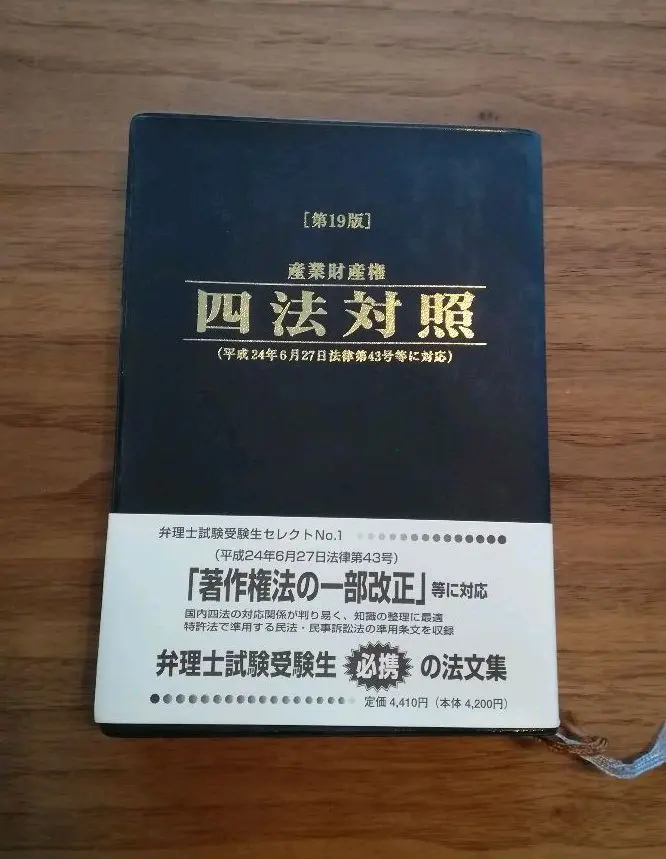 [第19版]
産業財産権
四法対照
(平成24年6月27日法律第43号等に対応)
弁理士試験受験生セレクトNo.1
(平成24年6月27日法律第43号)
「著作権法の一部改正」等に対応
国内四法の対応関係が判り易く、知識の整理に最適
特許法で準用する民法・民事訴訟法の準用条文を収録
弁理士試験受験生 必携 の法文集
定価 4,410円 (本体 4,200円)